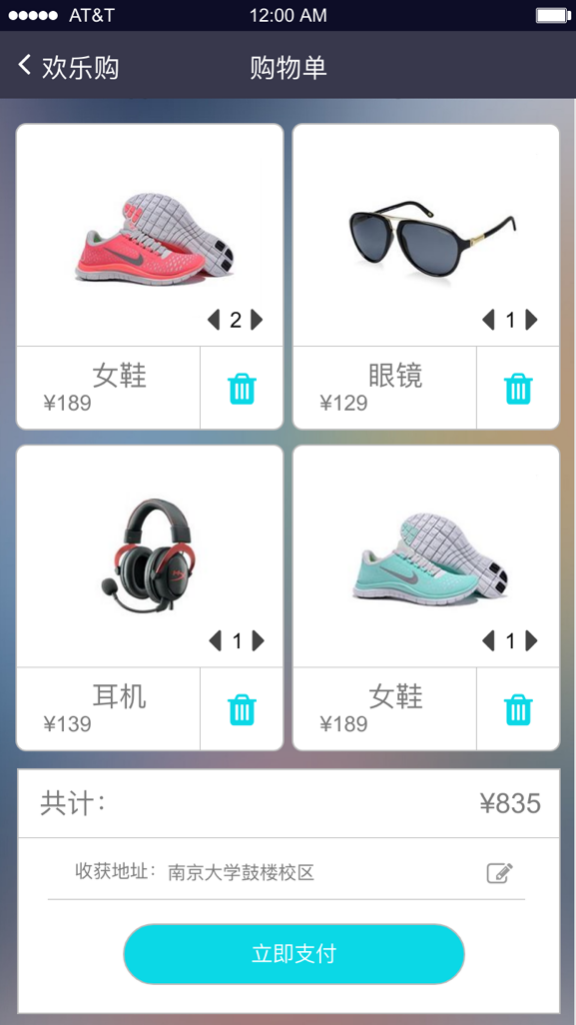 AT&T 12:00 AM
欢乐购 购物单
2
1
女鞋
¥189
眼镜
¥129
1
1
耳机
¥139
女鞋
¥189
共计： ¥835
收获地址： 南京大学鼓楼校区
立即支付